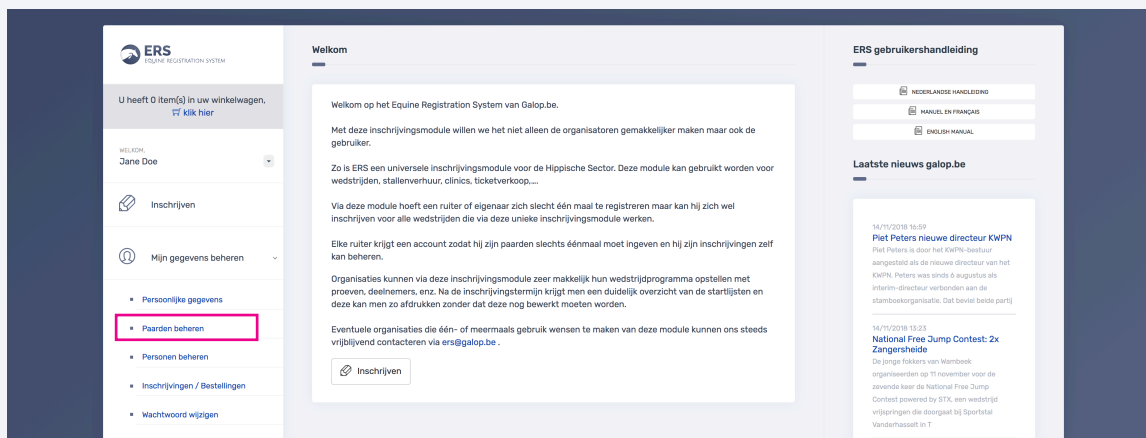 ERS
EQUINE REGISTRATION SYSTEM
U heeft 0 item(s) in uw winkelwagen,
klik hier
WELKOM,
Jane Doe
Inschrijven
Mijn gegevens beheren
Persoonlijke gegevens
Paarden beheren
Personen beheren
Inschrijvingen / Bestellingen
Wachtwoord wijzigen
Welkom
Welkom op het Equine Registration System van Galop.be.
Met deze inschrijvingsmodule willen we het niet alleen de organisatoren gemakkelijker maken maar ook de
gebruiker.
Zo is ERS een universele inschrijvingsmodule voor de Hippische Sector. Deze module kan gebruikt worden voor
wedstrijden, stallenverhuur, clinics, ticketverkoop,....
Via deze module hoeft een ruiter of eigenaar zich slecht één maal te registreren maar kan hij zich wel
inschrijven voor alle wedstrijden die via deze unieke inschrijvingsmodule werken.
Elke ruiter krijgt een account zodat hij zijn paarden slechts éénmaal moet ingeven en hij zijn inschrijvingen zelf
kan beheren.
Organisaties kunnen via deze inschrijvingsmodule zeer makkelijk hun wedstrijdprogramma opstellen met
proeven, deelnemers, enz. Na de inschrijvingstermijn krijgt men een duidelijk overzicht van de startlijsten en
deze kan men zo afdrukken zonder dat deze nog bewerkt moeten worden.
Eventuele organisaties die één- of meermaals gebruik wensen te maken van deze module kunnen ons steeds
vrijblijvend contacteren via ers@galop.be .
Inschrijven
ERS gebruikershandleiding
NEDERLANDSE HANDLEIDING
MANUEL EN FRANÇAIS
ENGLISH MANUAL
Laatste nieuws galop.be
14/11/2018 16:59
Piet Peters nieuwe directeur KWPN
Piet Peters is door het KWPN-bestuur
aangesteld als de nieuwe directeur van het
KWPN. Peters was sinds 6 augustus als
interim-directeur verbonden aan de
stamboekorganisatie. Dat beviel beide partij
14/11/2018 13:23
National Free Jump Contest: 2x
Zangersheide
De jonge fokkers van Wambeek
organiseerden op 11 november voor de
zevende keer de National Free Jump
Contest powered by STX, een wedstrijd
vrijspringen die doorgaat bij Sportstal
Vanderhasselt in T